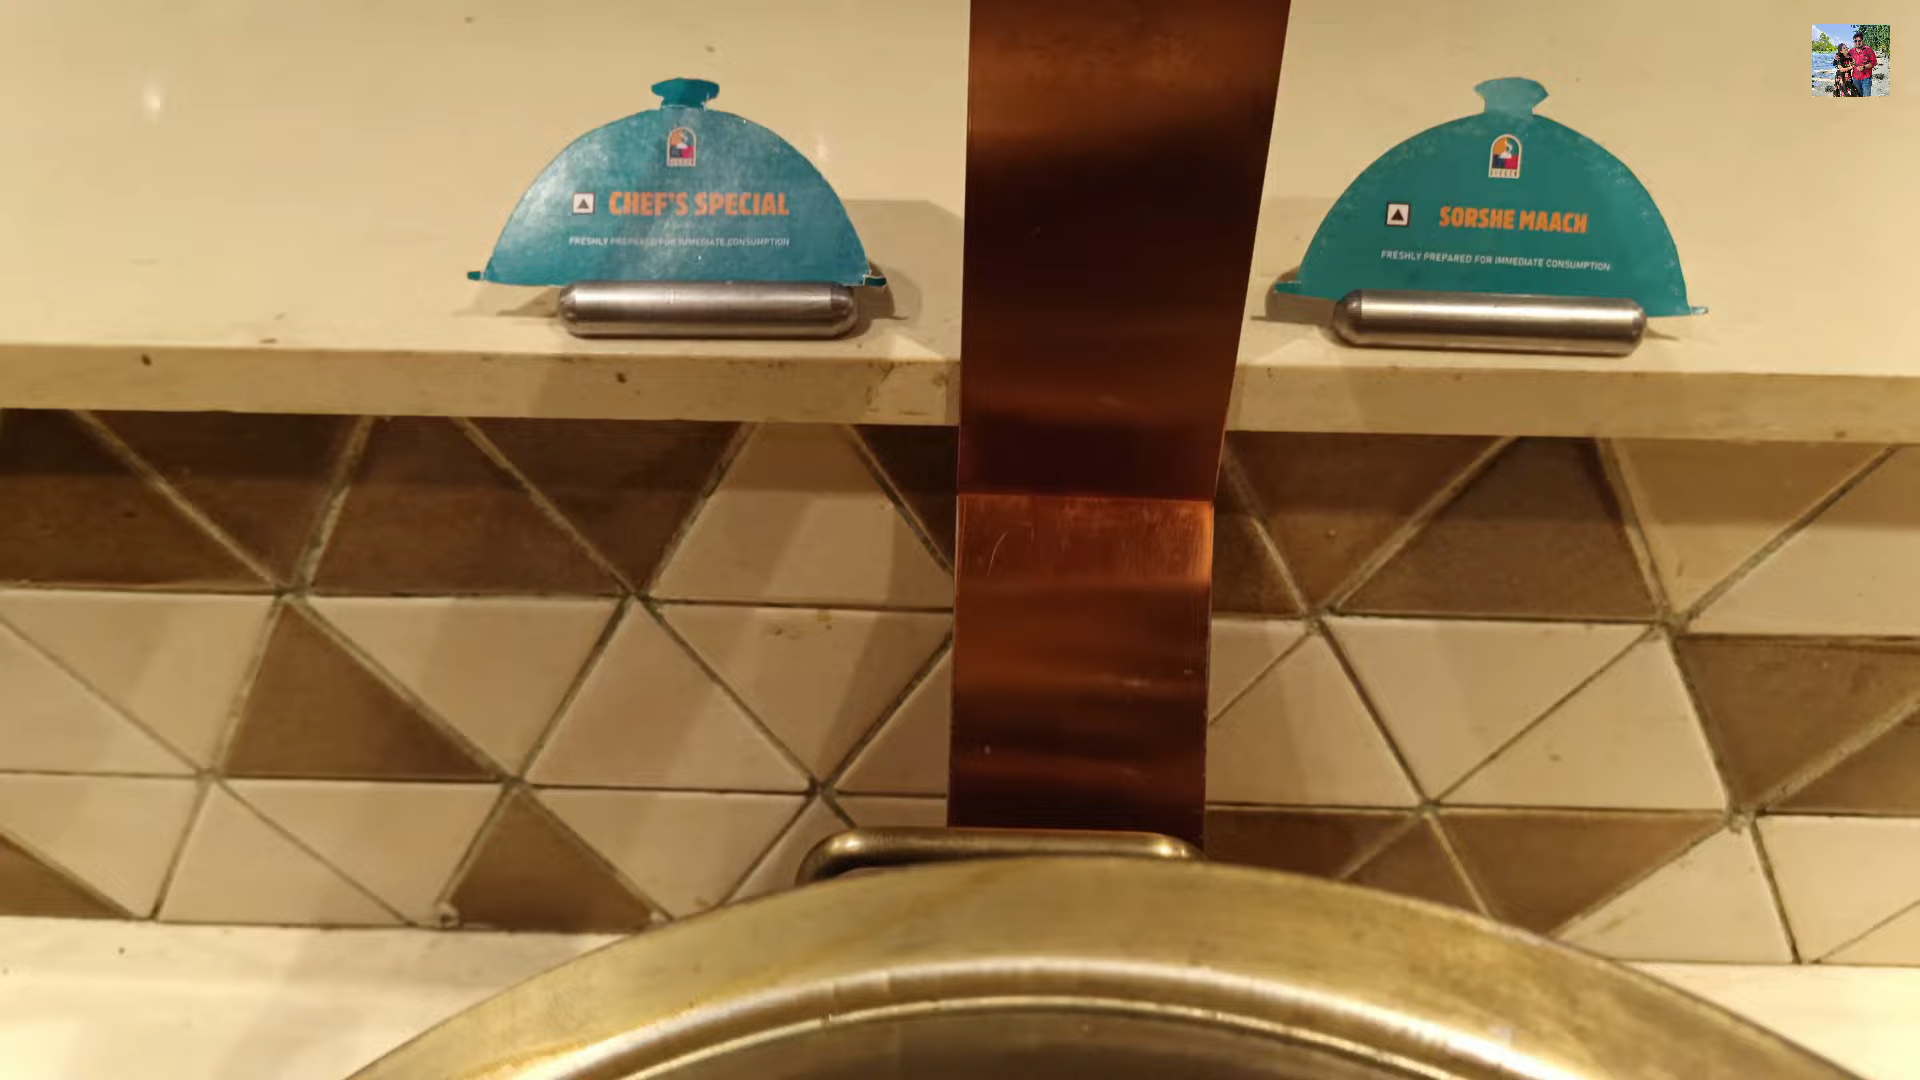 CHEF'S SPECIAL
FRESHLY PREPARED FOR IMMEDIATE CONSUMPTION
SORSHE MAACH
FRESHLY PREPARED FOR IMMEDIATE CONSUMPTION